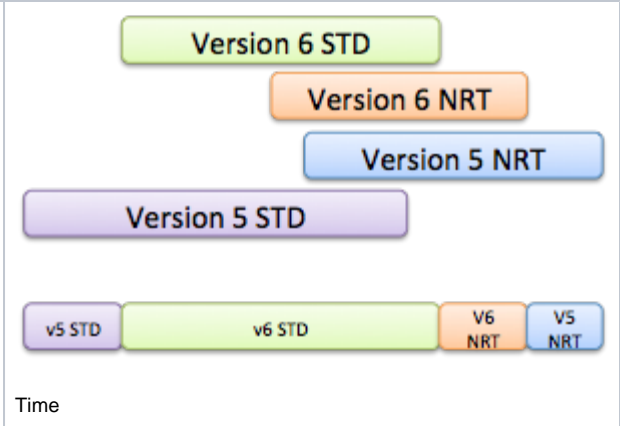 Version 6 STD
Version 6 NRT
Version 5 NRT
Version 5 STD
v5 STD
v6 STD
V6
NRT
V5
NRT
Time